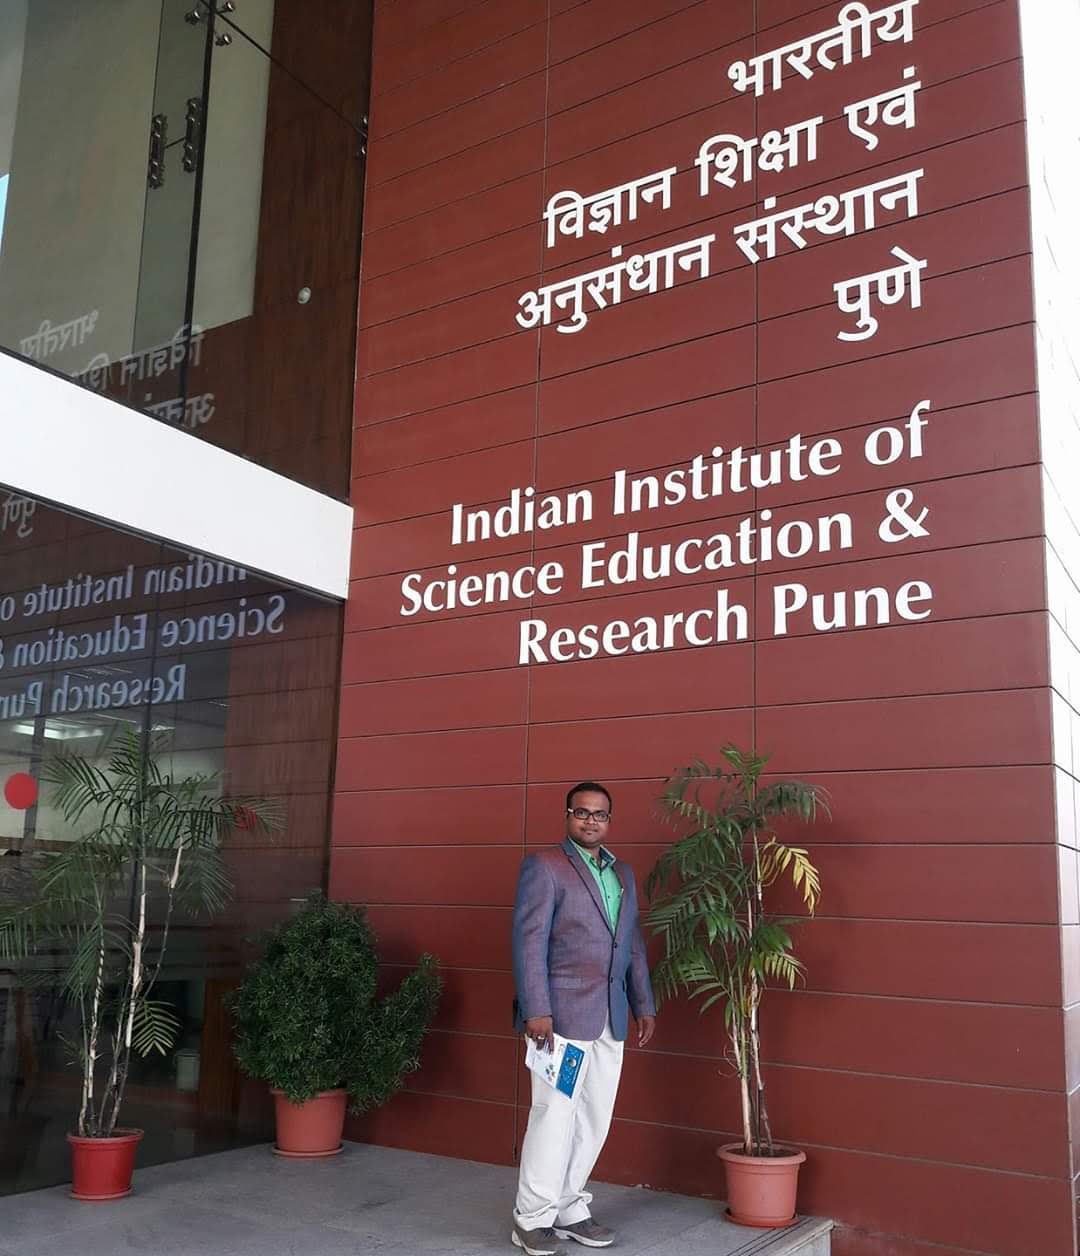 भारतीय
विज्ञान शिक्षा एवं
अनुसंधान संस्थान
पुणे
Indian Institute of
Science Education &
Research Pune